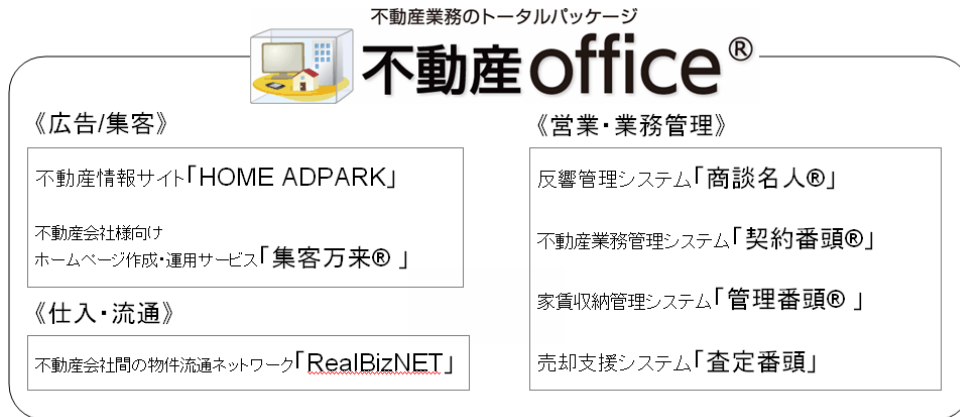 不動産業務のトータルパッケージ
不動産office®
《広告/集客》
不動産情報サイト「HOME ADPARK」
不動産会社様向け
ホームページ作成・運用サービス「集客万来® 」
《仕入・流通》
不動産会社間の物件流通ネットワーク「RealBizNET」
《営業・業務管理》
反響管理システム「商談名人®」
不動産業務管理システム「契約番頭®」
家賃収納管理システム「管理番頭® 」
売却支援システム「査定番頭」